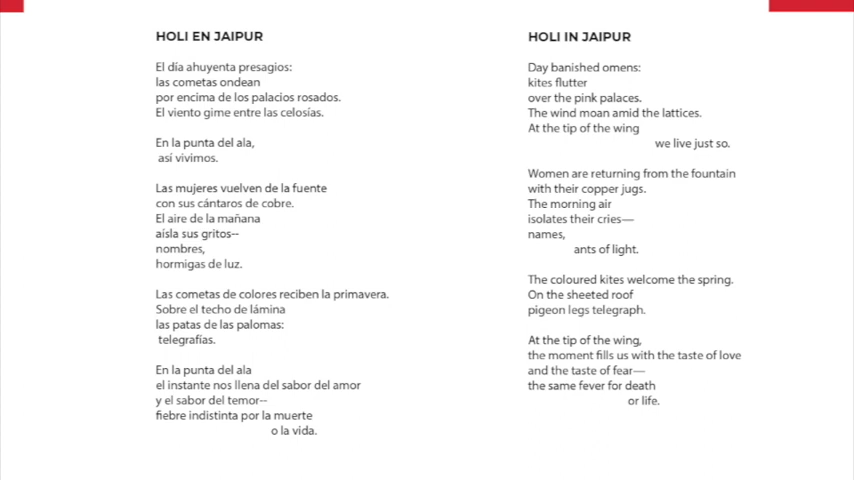 HOLI EN JAIPUR
El día ahuyenta presagios:
las cometas ondean
por encima de los palacios rosados.
El viento gime entre las celosías.
En la punta del ala,
así vivimos.
Las mujeres vuelven de la fuente
con sus cántaros de cobre.
El aire de la mañana
aísla sus gritos--
nombres,
hormigas de luz.
Las cometas de colores reciben la primavera.
Sobre el techo de lámina
las patas de las palomas:
telegrafías.
En la punta del ala
el instante nos llena del sabor del amor
y el sabor del temor--
fiebre indistinta por la muerte
o la vida.
HOLI IN JAIPUR
Day banished omens:
kites flutter
over the pink palaces.
The wind moan amid the lattices.
At the tip of the wing
we live just so.
Women are returning from the fountain
with their copper jugs.
The morning air
isolates their cries—
names,
ants of light.
The coloured kites welcome the spring.
On the sheeted roof
pigeon legs telegraph.
At the tip of the wing,
the moment fills us with the taste of love
and the taste of fear—
the same fever for death
or life.